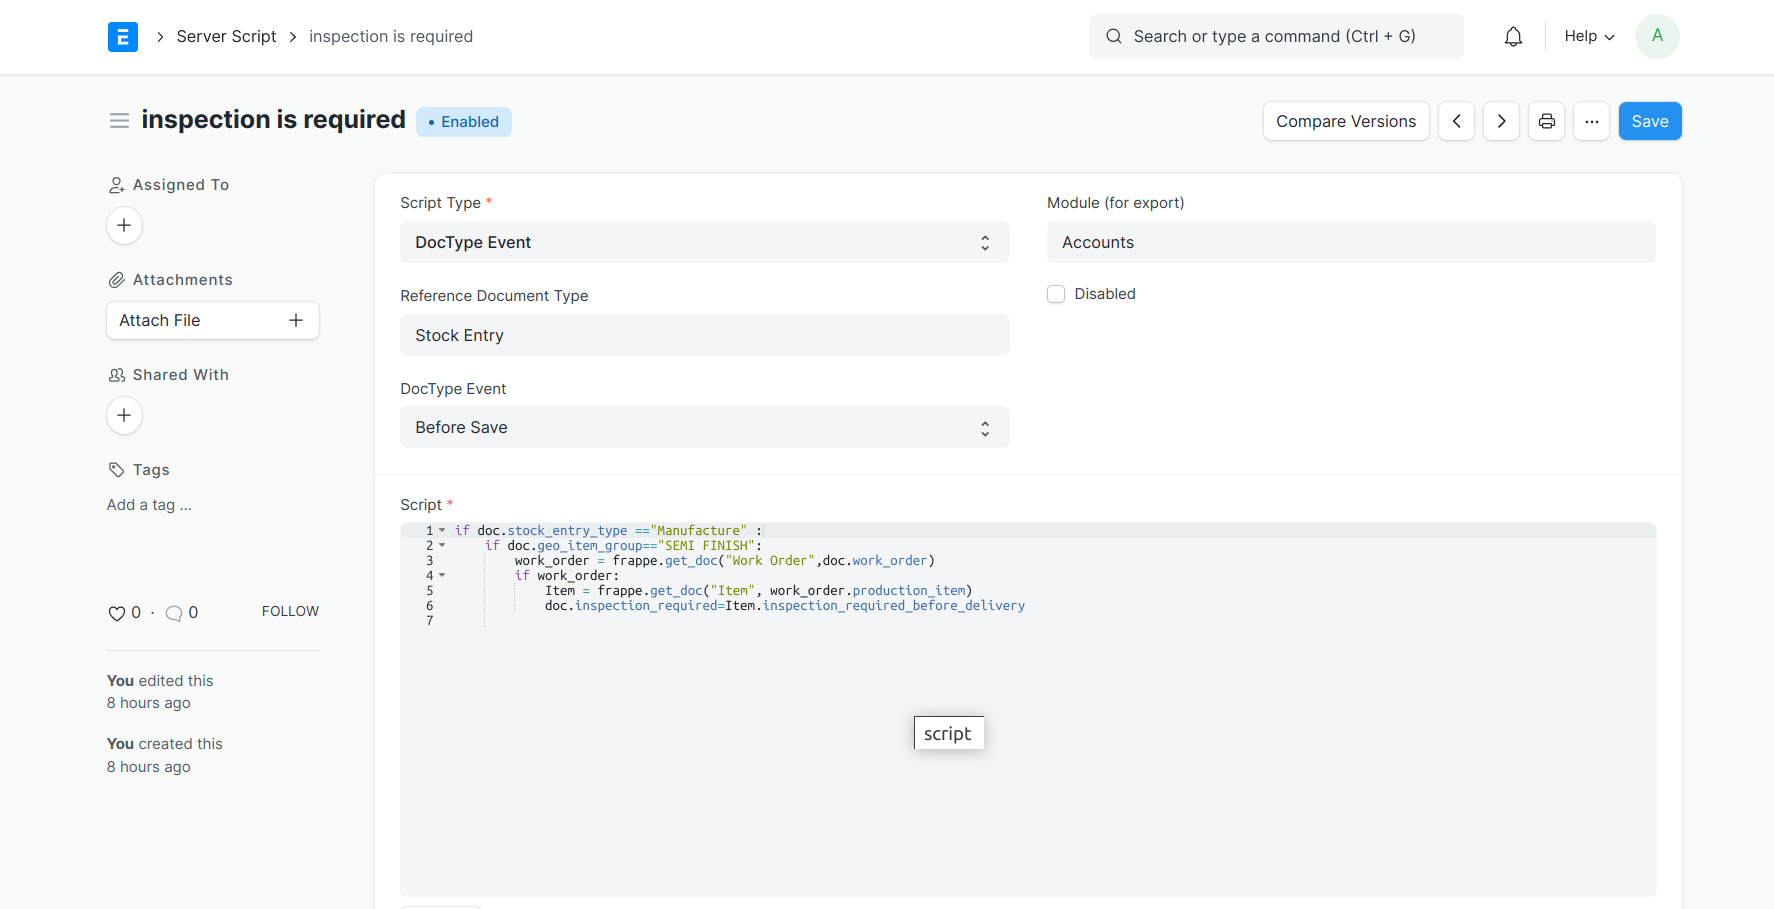 E > Server Script > inspection is required
Search or type a command (Ctrl + G)
Help
A
inspection is required
Enabled
Compare Versions
...
Save
Assigned To
Attachments
Attach File
Shared With
Tags
Add a tag ...
0 · 0 FOLLOW
You edited this
8 hours ago
You created this
8 hours ago
Script Type *
DocType Event
Module (for export)
Accounts
Reference Document Type
Stock Entry
Disabled
DocType Event
Before Save
Script *
1 if doc.stock_entry_type =="Manufacture" :
2     if doc.geo_item_group=="SEMI FINISH":
3         work_order = frappe.get_doc("Work Order",doc.work_order)
4         if work_order:
5             Item = frappe.get_doc("Item", work_order.production_item)
6             doc.inspection_required=Item.inspection_required_before_delivery
7
script